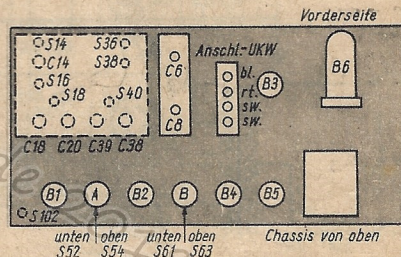 Vorderseite
S14 S36
C14 S38
S16
S18 S40
C18 C20 C39 C38
C6
C8
Anschl.-UKW
bl.
rt.
sw.
sw.
B3
B6
B1 A B2 B B4 B5
S102
unten oben unten oben
S52 S54 S61 S63
Chassis von oben